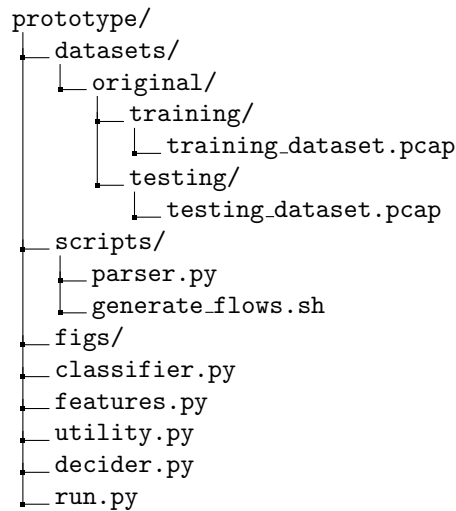 prototype/
datasets/
original/
training/
training_dataset.pcap
testing/
testing_dataset.pcap
scripts/
parser.py
generate_flows.sh
figs/
classifier.py
features.py
utility.py
decider.py
run.py